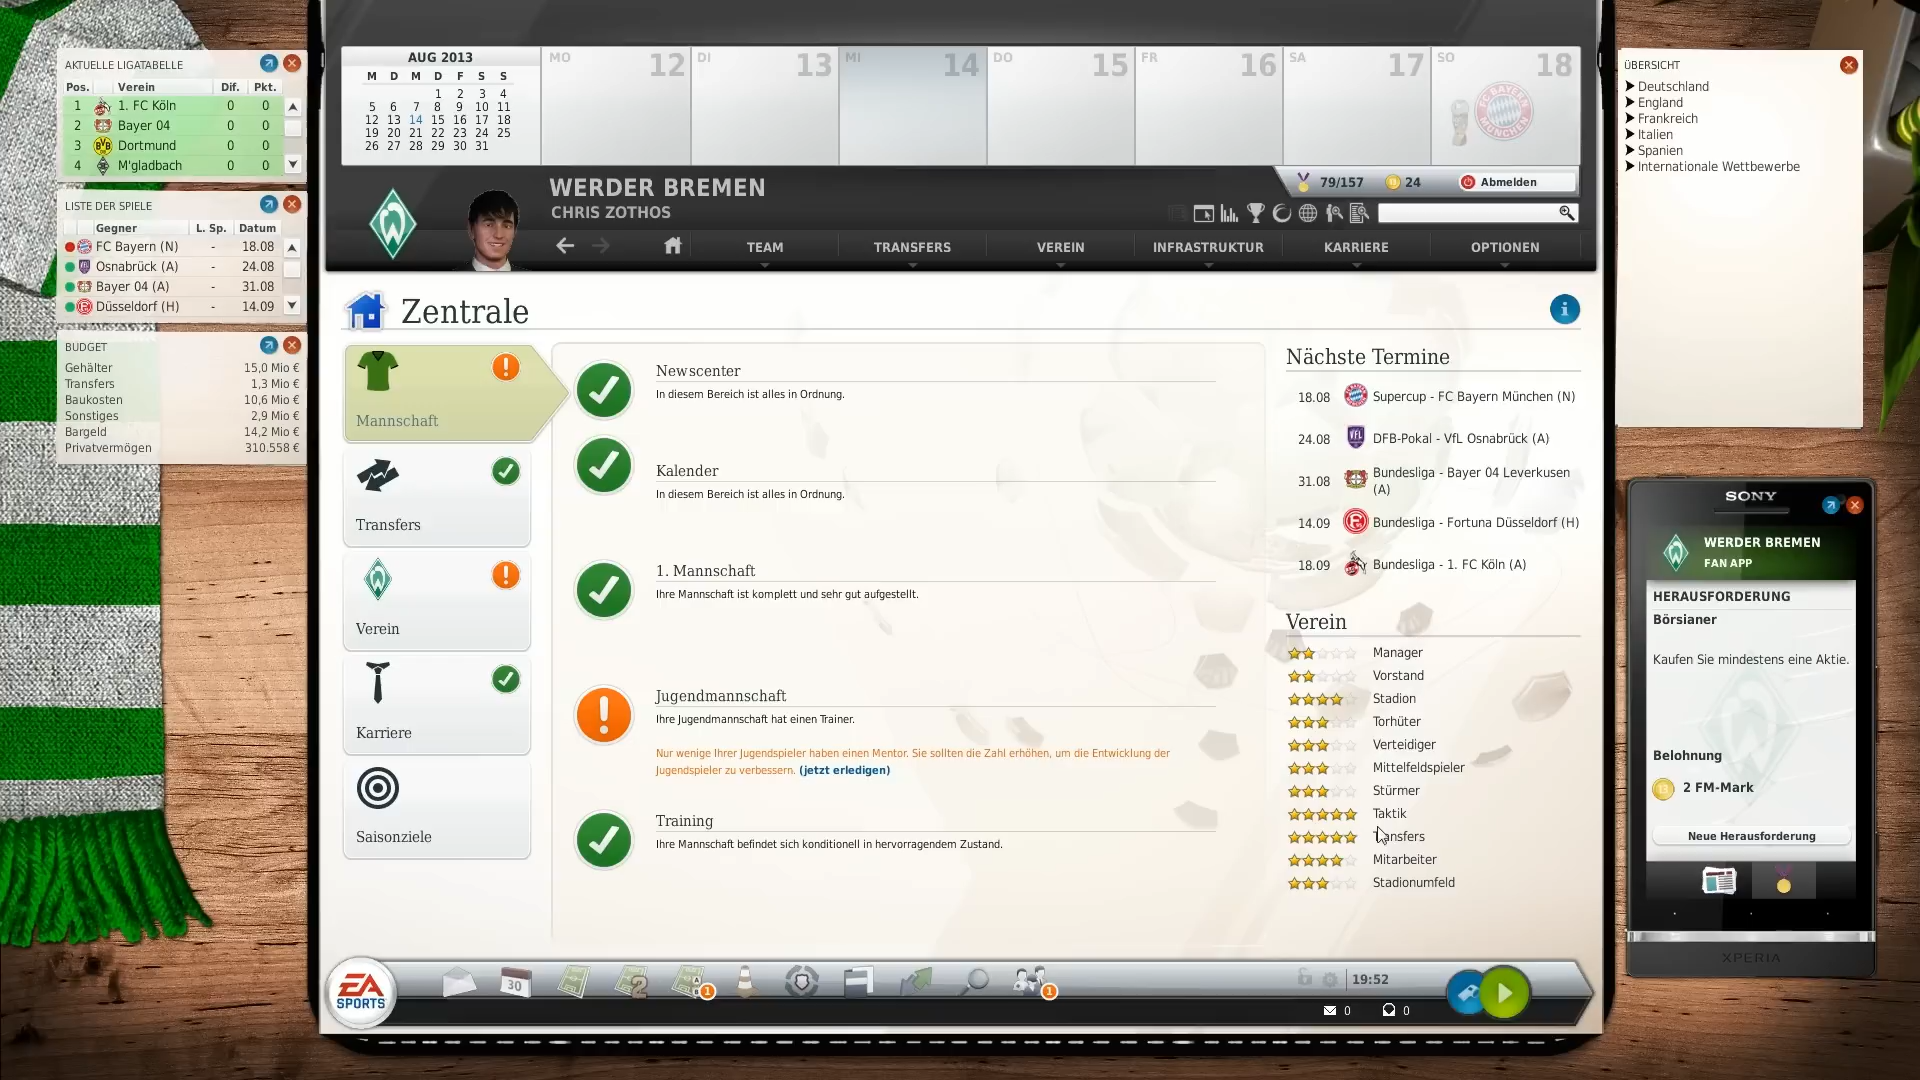 AKTUELLE LIGATABELLE
Pos. Verein Dif. Pkt.
1 1. FC Köln 0 0
2 Bayer 04 0 0
3 Dortmund 0 0
4 M'gladbach 0 0
LISTE DER SPIELE
Gegner L. Sp. Datum
FC Bayern (N) - 18.08
Osnabrück (A) - 24.08
Bayer 04 (A) - 31.08
Düsseldorf (H) - 14.09
BUDGET
Gehälter 15,0 Mio €
Transfers 1,3 Mio €
Baukosten 10,6 Mio €
Sonstiges 2,9 Mio €
Bargeld 14,2 Mio €
Privatvermögen 310.558 €
AUG 2013
M D M D F S S
1 2 3 4
5 6 7 8 9 10 11
12 13 14 15 16 17 18
19 20 21 22 23 24 25
26 27 28 29 30 31
MO 12 DI 13 MI 14 DO 15 FR 16 SA 17 SO 18
FC BAYERN MÜNCHEN
WERDER BREMEN
CHRIS ZOTHOS
79/157 24 Abmelden
TEAM TRANSFERS VEREIN INFRASTRUKTUR KARRIERE OPTIONEN
Zentrale
Mannschaft
Transfers
Verein
Karriere
Saisonziele
Newscenter
In diesem Bereich ist alles in Ordnung.
Kalender
In diesem Bereich ist alles in Ordnung.
1. Mannschaft
Ihre Mannschaft ist komplett und sehr gut aufgestellt.
Jugendmannschaft
Ihre Jugendmannschaft hat einen Trainer.
Nur wenige Ihrer Jugendspieler haben einen Mentor. Sie sollten die Zahl erhöhen, um die Entwicklung der
Jugendspieler zu verbessern. (jetzt erledigen)
Training
Ihre Mannschaft befindet sich konditionell in hervorragendem Zustand.
Nächste Termine
18.08 Supercup - FC Bayern München (N)
24.08 DFB-Pokal - VfL Osnabrück (A)
31.08 Bundesliga - Bayer 04 Leverkusen
(A)
14.09 Bundesliga - Fortuna Düsseldorf (H)
18.09 Bundesliga - 1. FC Köln (A)
Verein
Manager
Vorstand
Stadion
Torhüter
Verteidiger
Mittelfeldspieler
Stürmer
Taktik
Transfers
Mitarbeiter
Stadionumfeld
ÜBERSICHT
Deutschland
England
Frankreich
Italien
Spanien
Internationale Wettbewerbe
SONY
WERDER BREMEN
FAN APP
HERAUSFORDERUNG
Börsianer
Kaufen Sie mindestens eine Aktie.
Belohnung
2 FM-Mark
Neue Herausforderung
XPERIA
EA
SPORTS
30
2
1
1
19:52
0 0